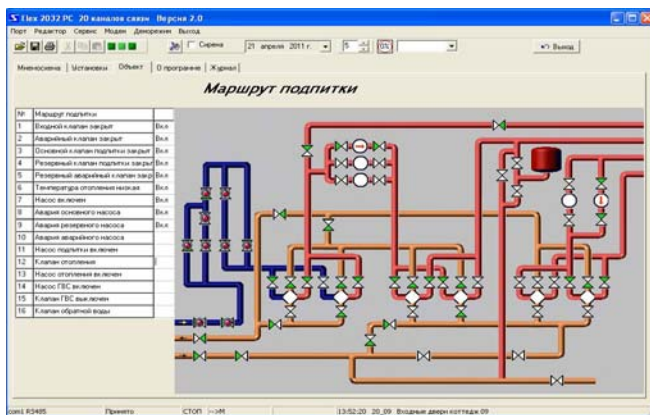 Elex 2032 PC 20 каналов связи Версия 2.0
Порт Редактор Сервис Модем Демережим Выход
Сирена 21 апреля 2011 г. 5 Выход
Мнемосхема Установки Объект О программе Журнал
Маршрут подпитки
№ Маршрут подпитки
1 Входной клапан закрыт Вкл
2 Аварийный клапан закрыт Вкл
3 Основной клапан подпитки закрыт Вкл
4 Резервный клапан подпитки закрыт Вкл
5 Резервный аварийный клапан закр Вкл
6 Температура отопления низкая Вкл
7 Насос включен Вкл
8 Авария основного насоса Вкл
9 Авария резервного насоса Вкл
10 Авария аварийного насоса
11 Насос подпитки включен
12 Клапан отопления
13 Насос отопления включен
14 Насос ГВС включен
15 Клапан ГВС выключен
16 Клапан обратной воды
com1 RS485 Принято СТОП -->М 13:52:20 20_09 Входные двери коттедж 09